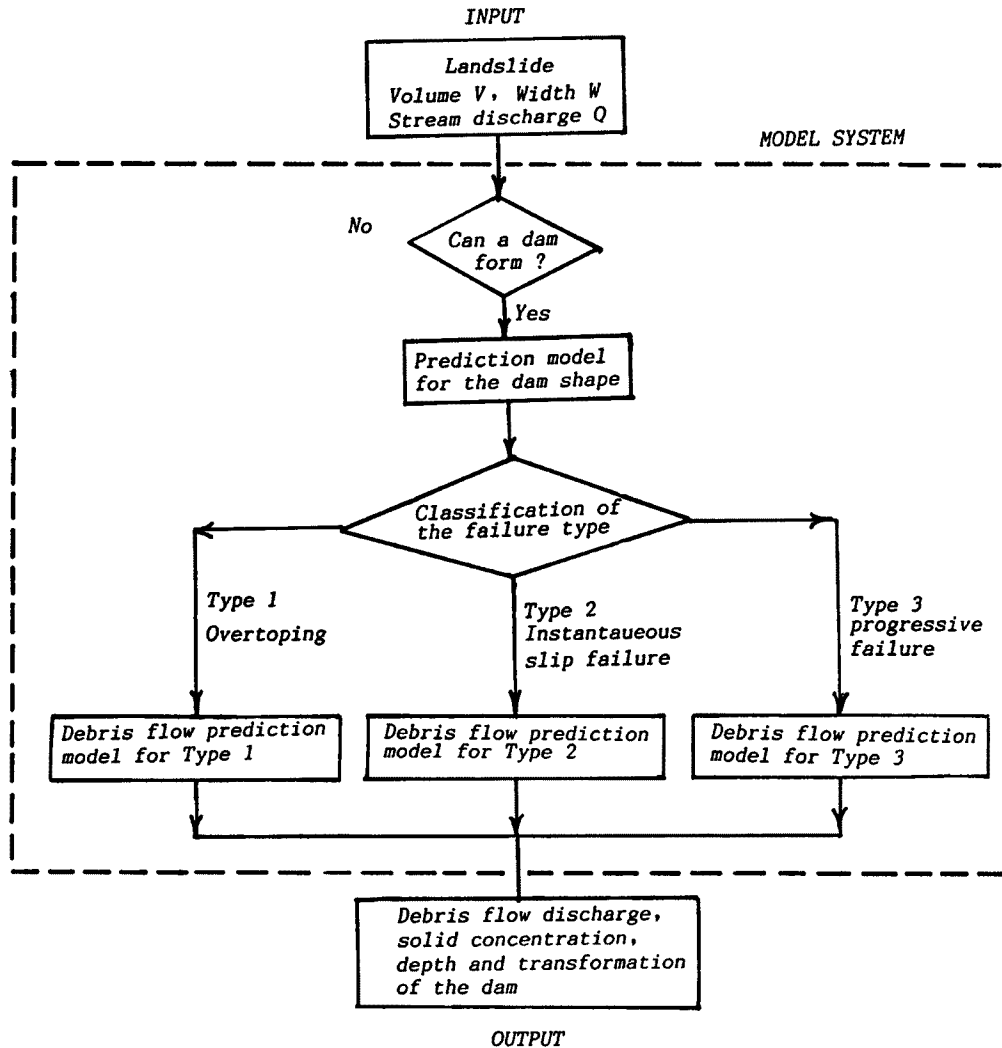 INPUT
Landslide
Volume V, Width W
Stream discharge Q
MODEL SYSTEM
No
Can a dam
form ?
Yes
Prediction model
for the dam shape
Classification of
the failure type
Type 1
Overtoping
Type 2
Instantaueous
slip failure
Type 3
progressive
failure
Debris flow prediction
model for Type 1
Debris flow prediction
model for Type 2
Debris flow prediction
model for Type 3
Debris flow discharge,
solid concentration,
depth and transformation
of the dam
OUTPUT